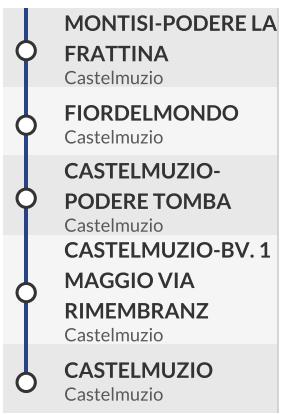 MONTISI-PODERE LA
FRATTINA
Castelmuzio
FIORDELMONDO
Castelmuzio
CASTELMUZIO-
PODERE TOMBA
Castelmuzio
CASTELMUZIO-BV. 1
MAGGIO VIA
RIMEMBRANZ
Castelmuzio
CASTELMUZIO
Castelmuzio